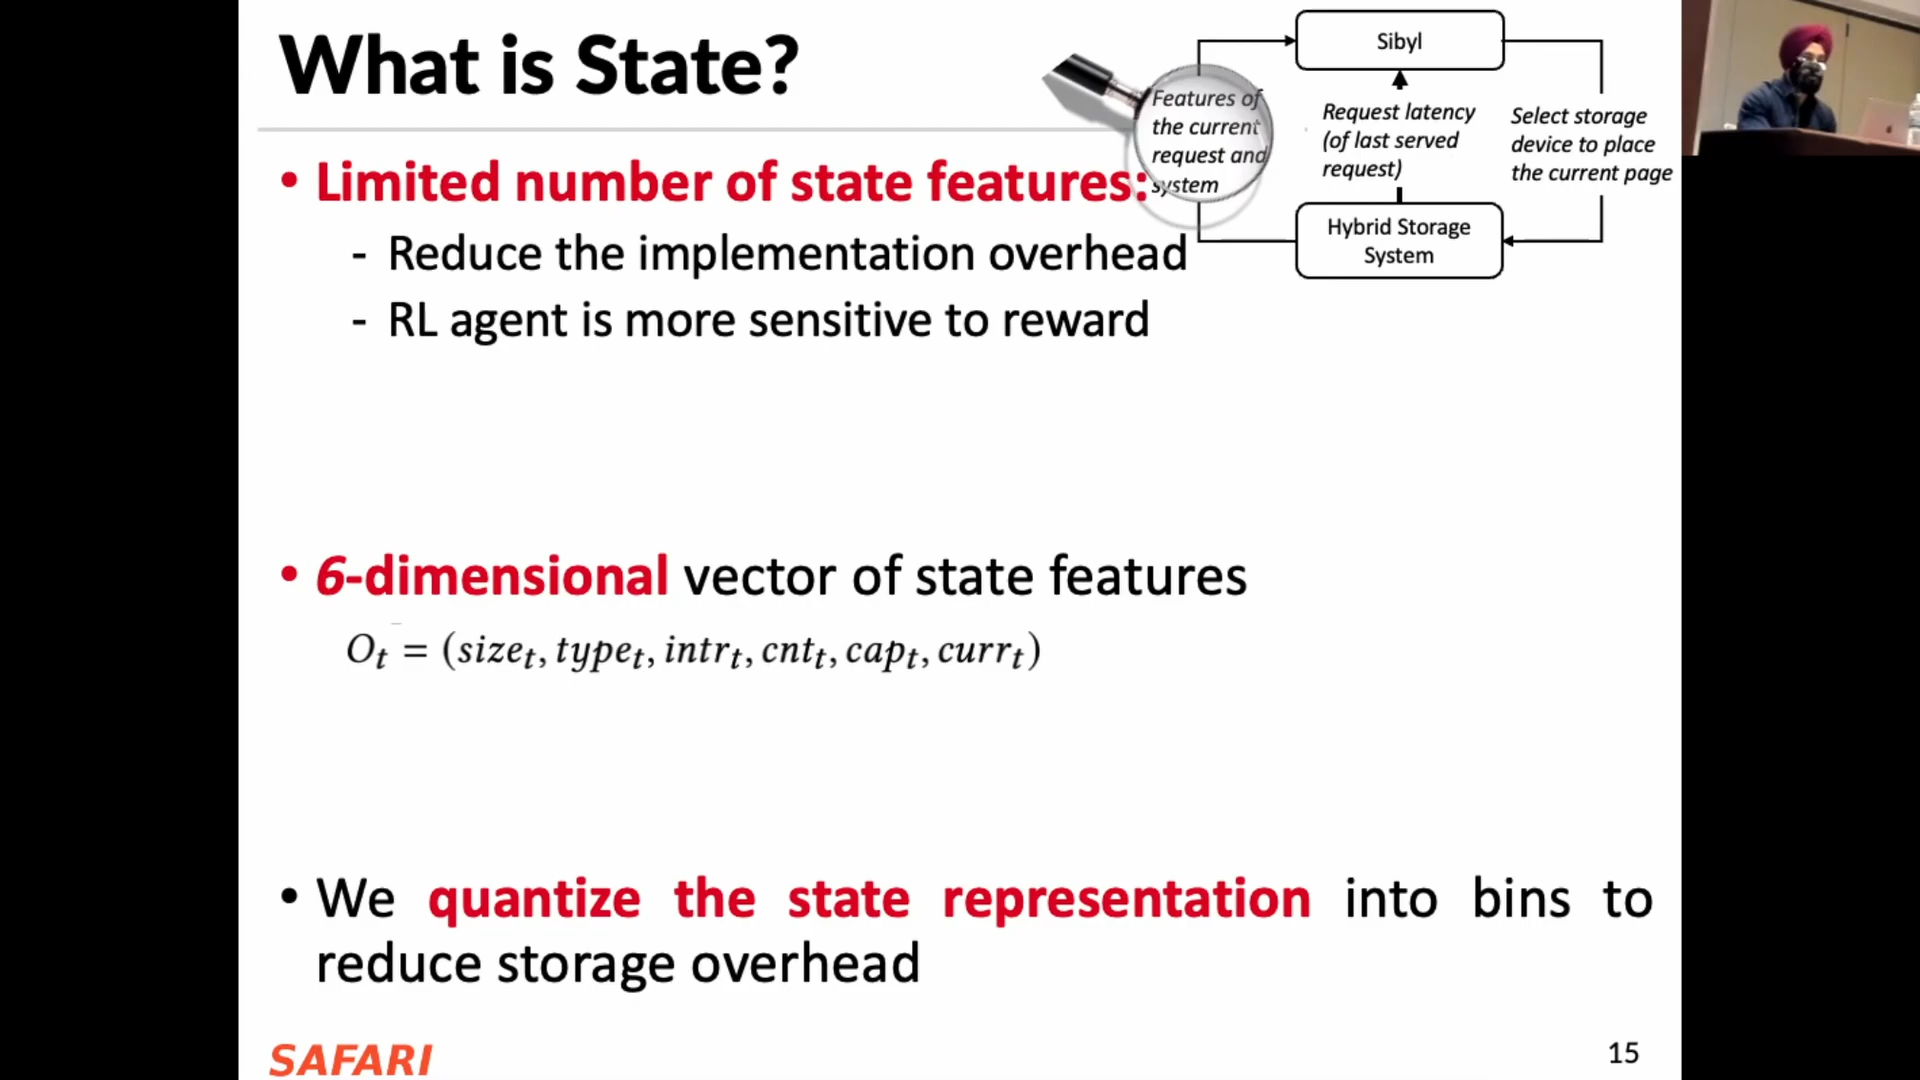 What is State?
Sibyl
Features of
the current
request and
system
Request latency
(of last served
request)
Select storage
device to place
the current page
Hybrid Storage
System
• Limited number of state features:
- Reduce the implementation overhead
- RL agent is more sensitive to reward
• 6-dimensional vector of state features
Oₜ = (sizeₜ, typeₜ, intrₜ, cntₜ, capₜ, currₜ)
• We quantize the state representation into bins to
reduce storage overhead
SAFARI
15